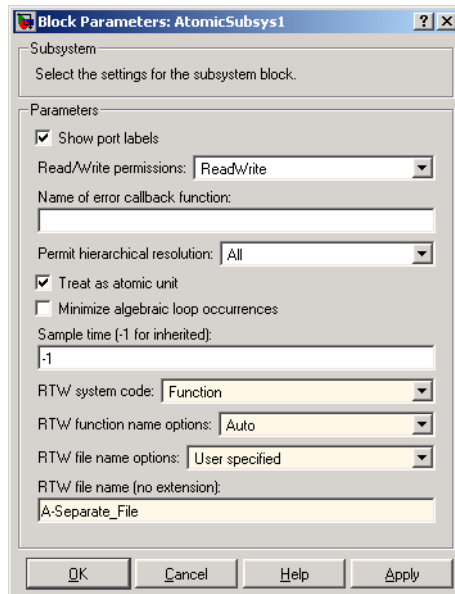 Block Parameters: AtomicSubsys1
Subsystem
Select the settings for the subsystem block.
Parameters
Show port labels
Read/Write permissions: ReadWrite
Name of error callback function:
Permit hierarchical resolution: All
Treat as atomic unit
Minimize algebraic loop occurrences
Sample time (-1 for inherited):
-1
RTW system code: Function
RTW function name options: Auto
RTW file name options: User specified
RTW file name (no extension):
A-Separate_File
OK Cancel Help Apply